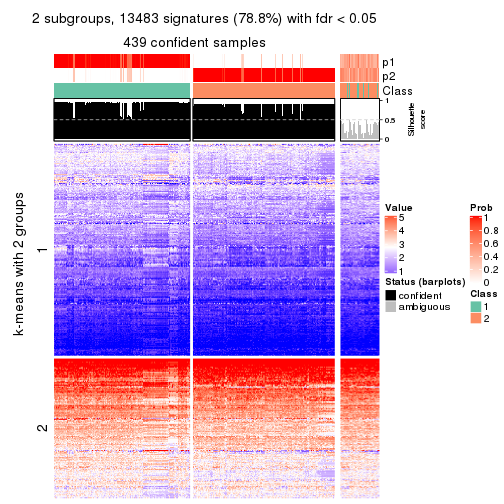 2 subgroups, 13483 signatures (78.8%) with fdr < 0.05
439 confident samples
p1
p2
Class
1
0.5
0
Silhouette
score
k-means with 2 groups
1
2
Value
5
4
3
2
1
Status (barplots)
confident
ambiguous
Prob
1
0.8
0.6
0.4
0.2
0
Class
1
2